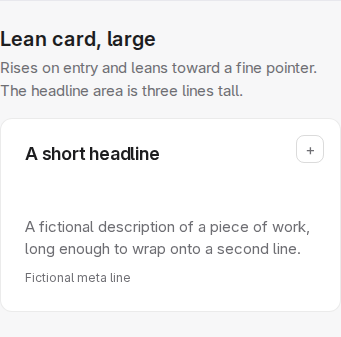 Lean card, large
Rises on entry and leans toward a fine pointer.
The headline area is three lines tall.
A short headline
+
A fictional description of a piece of work,
long enough to wrap onto a second line.
Fictional meta line